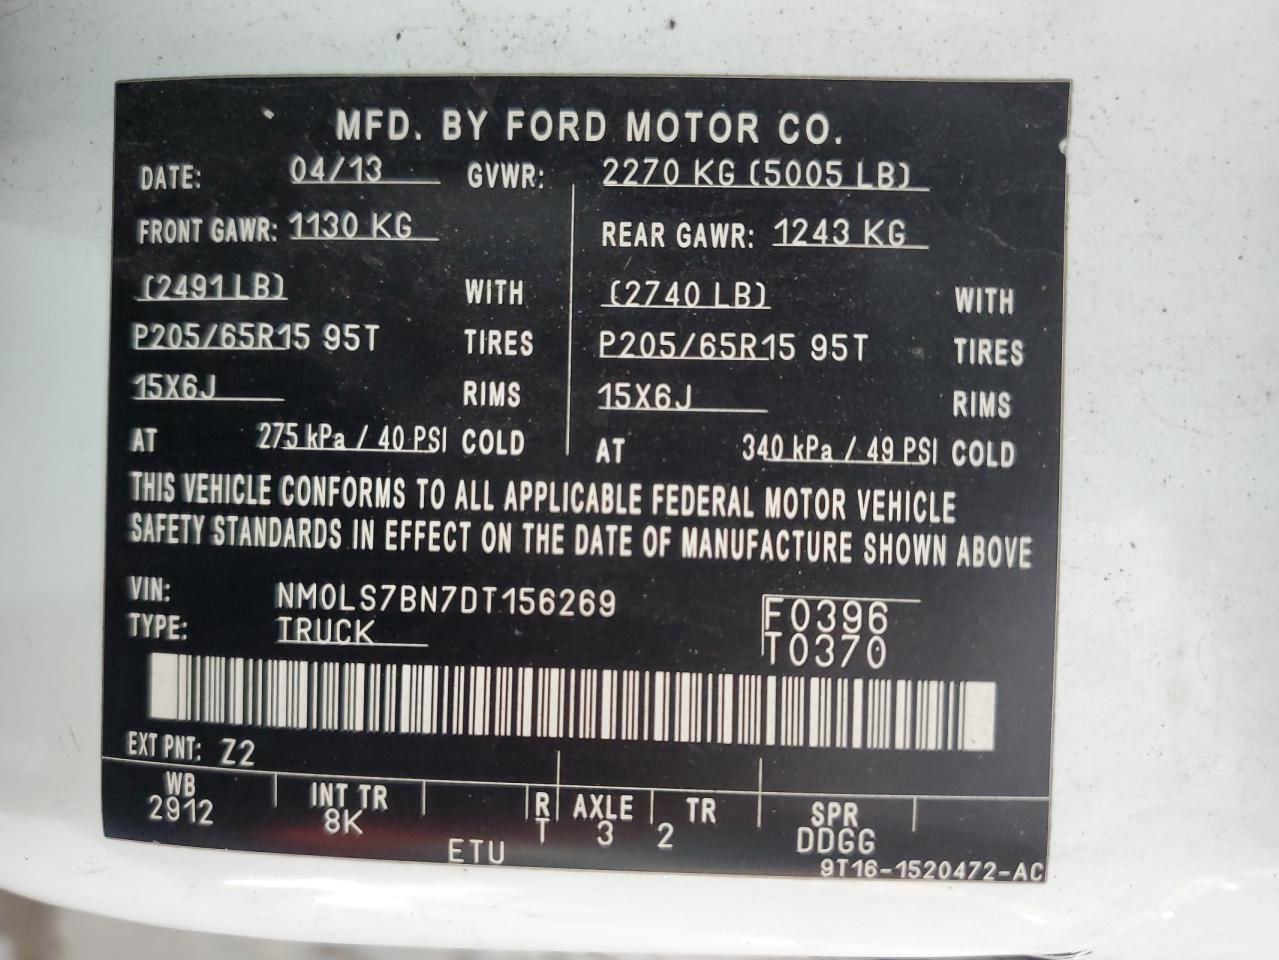 MFD. BY FORD MOTOR CO.
DATE: 04/13 GVWR: 2270 KG (5005 LB)
FRONT GAWR: 1130 KG REAR GAWR: 1243 KG
(2491 LB) WITH (2740 LB) WITH
P205/65R15 95T TIRES P205/65R15 95T TIRES
15X6J RIMS 15X6J RIMS
AT 275 kPa / 40 PSI COLD AT 340 kPa / 49 PSI COLD
THIS VEHICLE CONFORMS TO ALL APPLICABLE FEDERAL MOTOR VEHICLE
SAFETY STANDARDS IN EFFECT ON THE DATE OF MANUFACTURE SHOWN ABOVE
VIN: NM0LS7BN7DT156269 F0396
TYPE: TRUCK T0370
EXT PNT: Z2
WB INT TR R AXLE TR SPR
2912 8K T 3 2 DDGG
ETU 9T16-1520472-AC